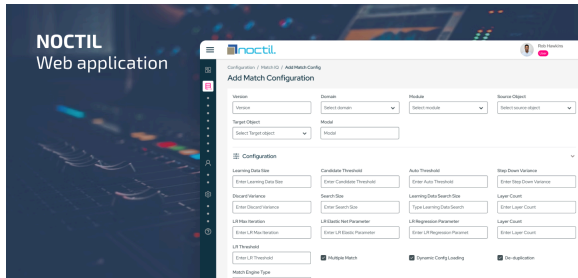 NOCTIL
Web application
noctil.
Rob Hawkins
Configuration / Match IQ / Add Match Config
Add Match Configuration
Version Domain Module Source Object
Version Select domain Select module Select source object
Target Object Modal
Select Target object Modal
Configuration
Learning Data Size Candidate Threshold Auto Threshold Step Down Variance
Enter Learning Data Size Enter Candidate Threshold Enter Auto Threshold Enter Step Down Variance
Discard Variance Search Size Learning Data Search Size Layer Count
Enter Discard Variance Enter Search Size Type Learning Data Search Enter Layer Count
LR Max Iteration LR Elastic Net Parameter LR Regression Parameter Layer Count
Enter LR Max Iteration Enter LR Elastic Parameter Enter LR Regression Paramet Enter Layer Count
LR Threshold
Enter LR Threshold Multiple Match Dynamic Config Loading De-duplication
Match Engine Type